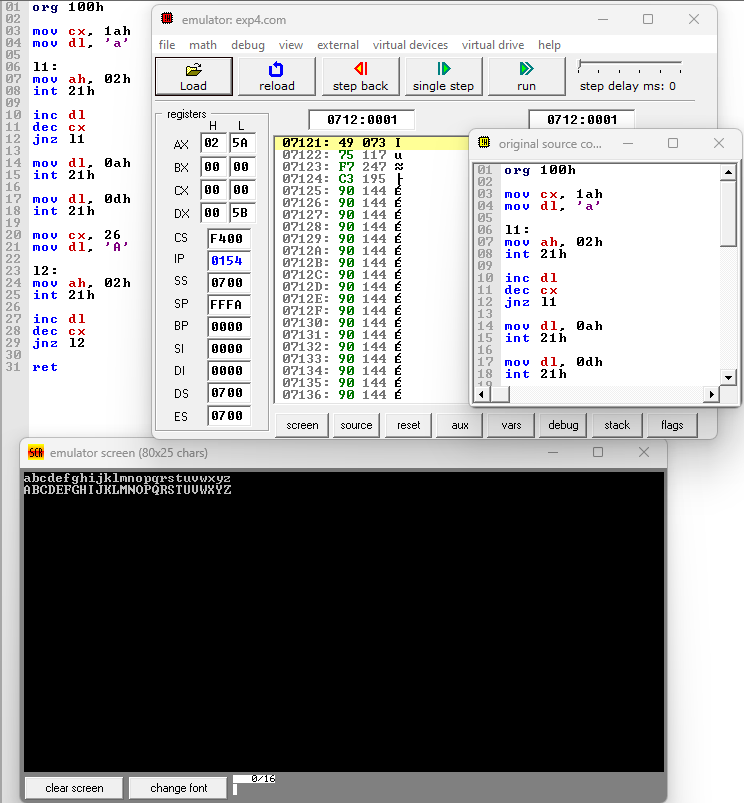 01 org 100h
02
03 mov cx, 1ah
04 mov dl, 'a'
05
06 l1:
07 mov ah, 02h
08 int 21h
09
10 inc dl
11 dec cx
12 jnz l1
13
14 mov dl, 0ah
15 int 21h
16
17 mov dl, 0dh
18 int 21h
19
20 mov cx, 26
21 mov dl, 'A'
22
23 l2:
24 mov ah, 02h
25 int 21h
26
27 inc dl
28 dec cx
29 jnz l2
30
31 ret
emulator: exp4.com
file math debug view external virtual devices virtual drive help
Load reload step back single step run step delay ms: 0
registers
H L
AX 02 5A
BX 00 00
CX 00 00
DX 00 5B
CS F400
IP 0154
SS 0700
SP FFFA
BP 0000
SI 0000
DI 0000
DS 0700
ES 0700
0712:0001 0712:0001
07121: 49 073 I
07122: 75 117 u
07123: F7 247 ≈
07124: C3 195 ├
07125: 90 144 É
07126: 90 144 É
07127: 90 144 É
07128: 90 144 É
07129: 90 144 É
0712A: 90 144 É
0712B: 90 144 É
0712C: 90 144 É
0712D: 90 144 É
0712E: 90 144 É
0712F: 90 144 É
07130: 90 144 É
07131: 90 144 É
07132: 90 144 É
07133: 90 144 É
07134: 90 144 É
07135: 90 144 É
07136: 90 144 É
screen source reset aux vars debug stack flags
original source co...
01 org 100h
02
03 mov cx, 1ah
04 mov dl, 'a'
05
06 l1:
07 mov ah, 02h
08 int 21h
09
10 inc dl
11 dec cx
12 jnz l1
13
14 mov dl, 0ah
15 int 21h
16
17 mov dl, 0dh
18 int 21h
19
SCR emulator screen (80x25 chars)
abcdefghijklmnopqrstuvwxyz
ABCDEFGHIJKLMNOPQRSTUVWXYZ
clear screen change font 0/16